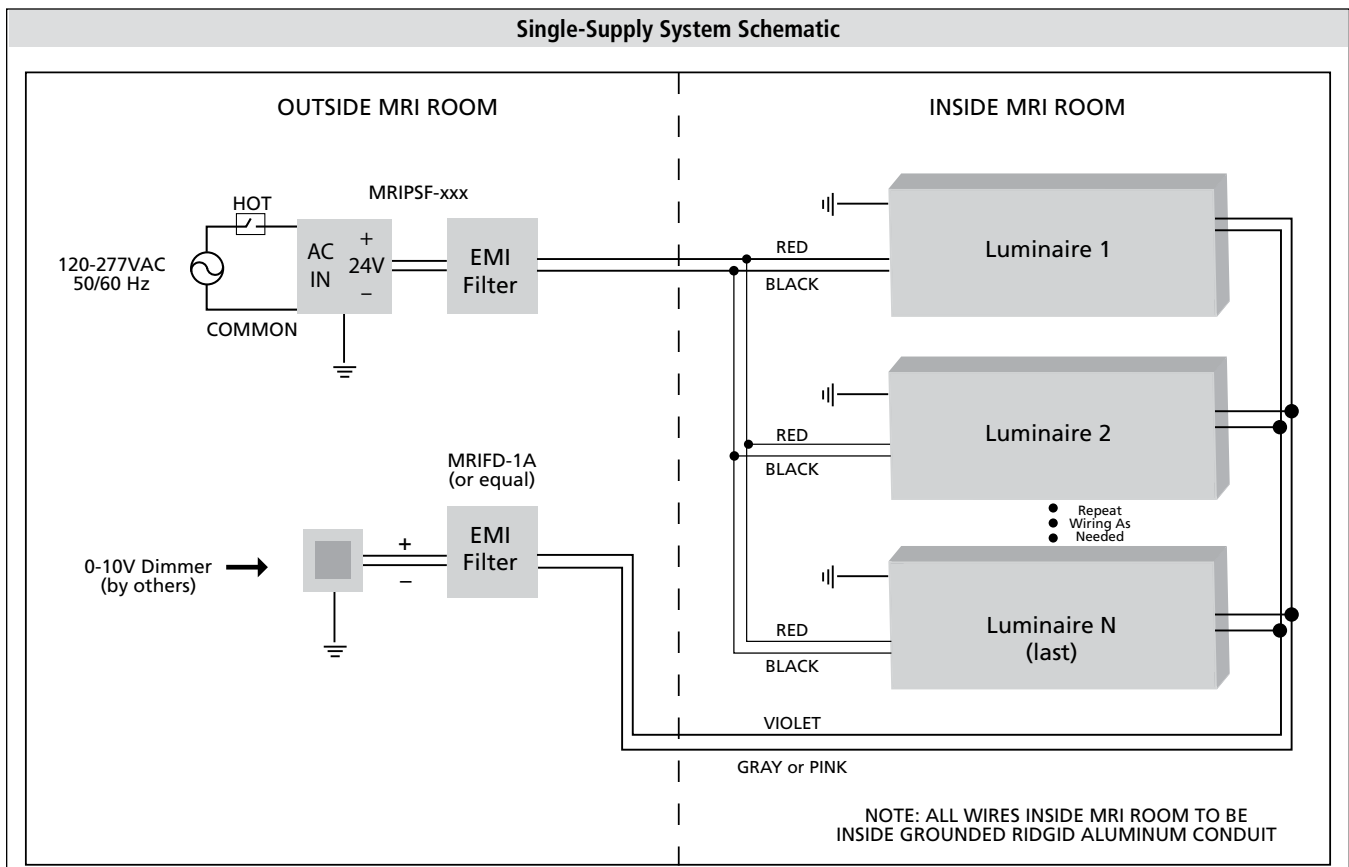 Single-Supply System Schematic
OUTSIDE MRI ROOM
INSIDE MRI ROOM
MRIPSF-xxx
HOT
120-277VAC
50/60 Hz
AC
IN
+
24V
–
EMI
Filter
COMMON
RED
BLACK
Luminaire 1
RED
BLACK
Luminaire 2
Repeat
Wiring As
Needed
MRIFD-1A
(or equal)
0-10V Dimmer
(by others)
+
–
EMI
Filter
RED
BLACK
Luminaire N
(last)
VIOLET
GRAY or PINK
NOTE: ALL WIRES INSIDE MRI ROOM TO BE
INSIDE GROUNDED RIDGID ALUMINUM CONDUIT